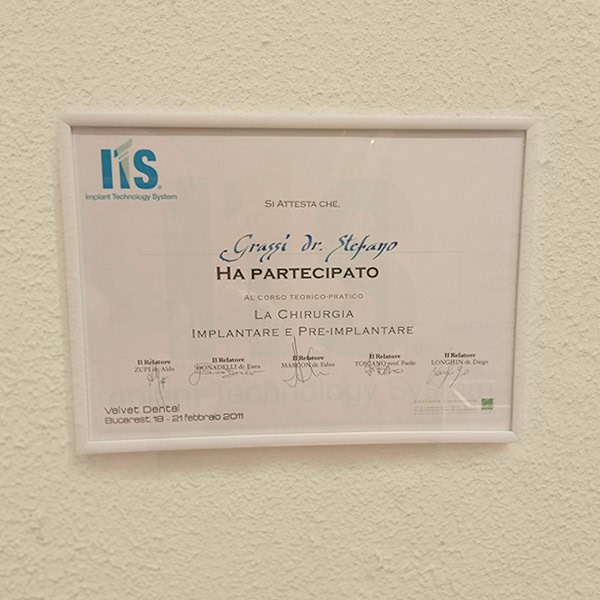 ITS
Implant Technology System
SI ATTESTA CHE,
Grassi dr. Stefano
HA PARTECIPATO
AL CORSO TEORICO-PRATICO
LA CHIRURGIA
IMPLANTARE E PRE-IMPLANTARE
Il Relatore Il Relatore Il Relatore Il Relatore Il Relatore
ZUPI dr. Aldo DONADELLI dr. Enea MARCON dr. Fabio TOSCANO prof. Paolo LONGHIN dr. Diego
Velvet Dental
Bucarest, 18 - 21 febbraio 2011